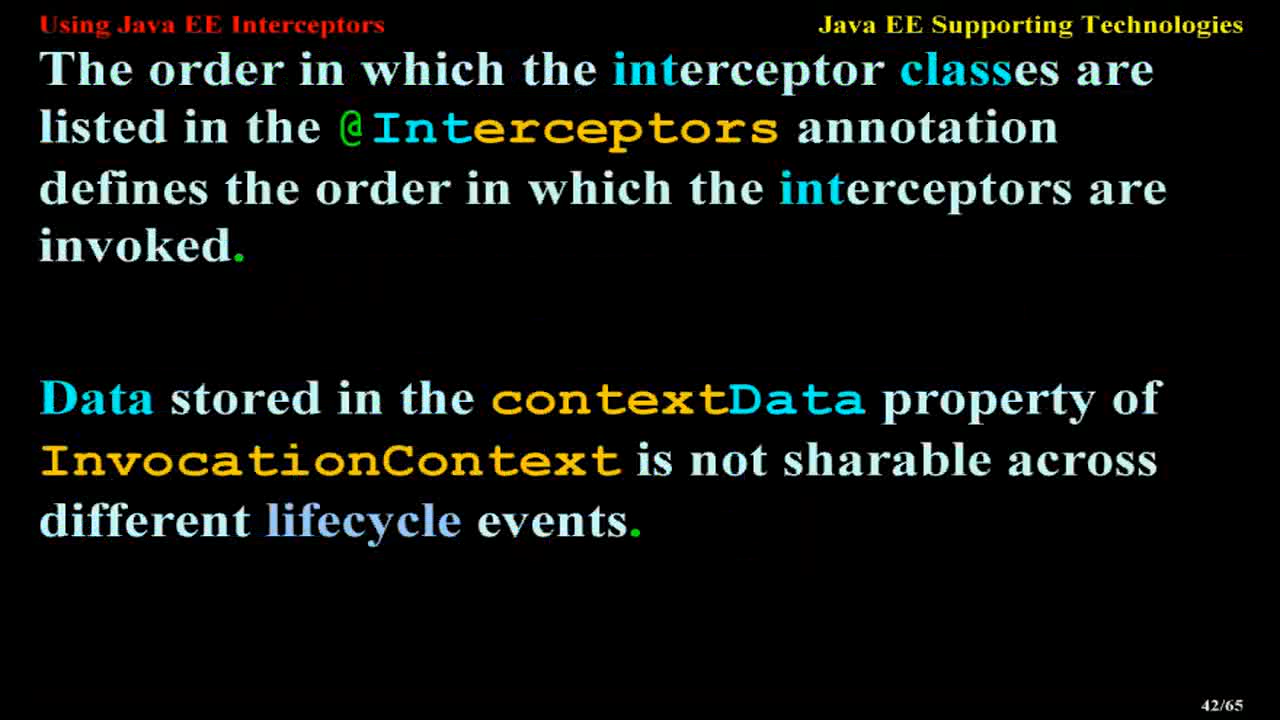 Using Java EE Interceptors
Java EE Supporting Technologies
The order in which the interceptor classes are
listed in the @Interceptors annotation
defines the order in which the interceptors are
invoked.
Data stored in the contextData property of
InvocationContext is not sharable across
different lifecycle events.
42/65